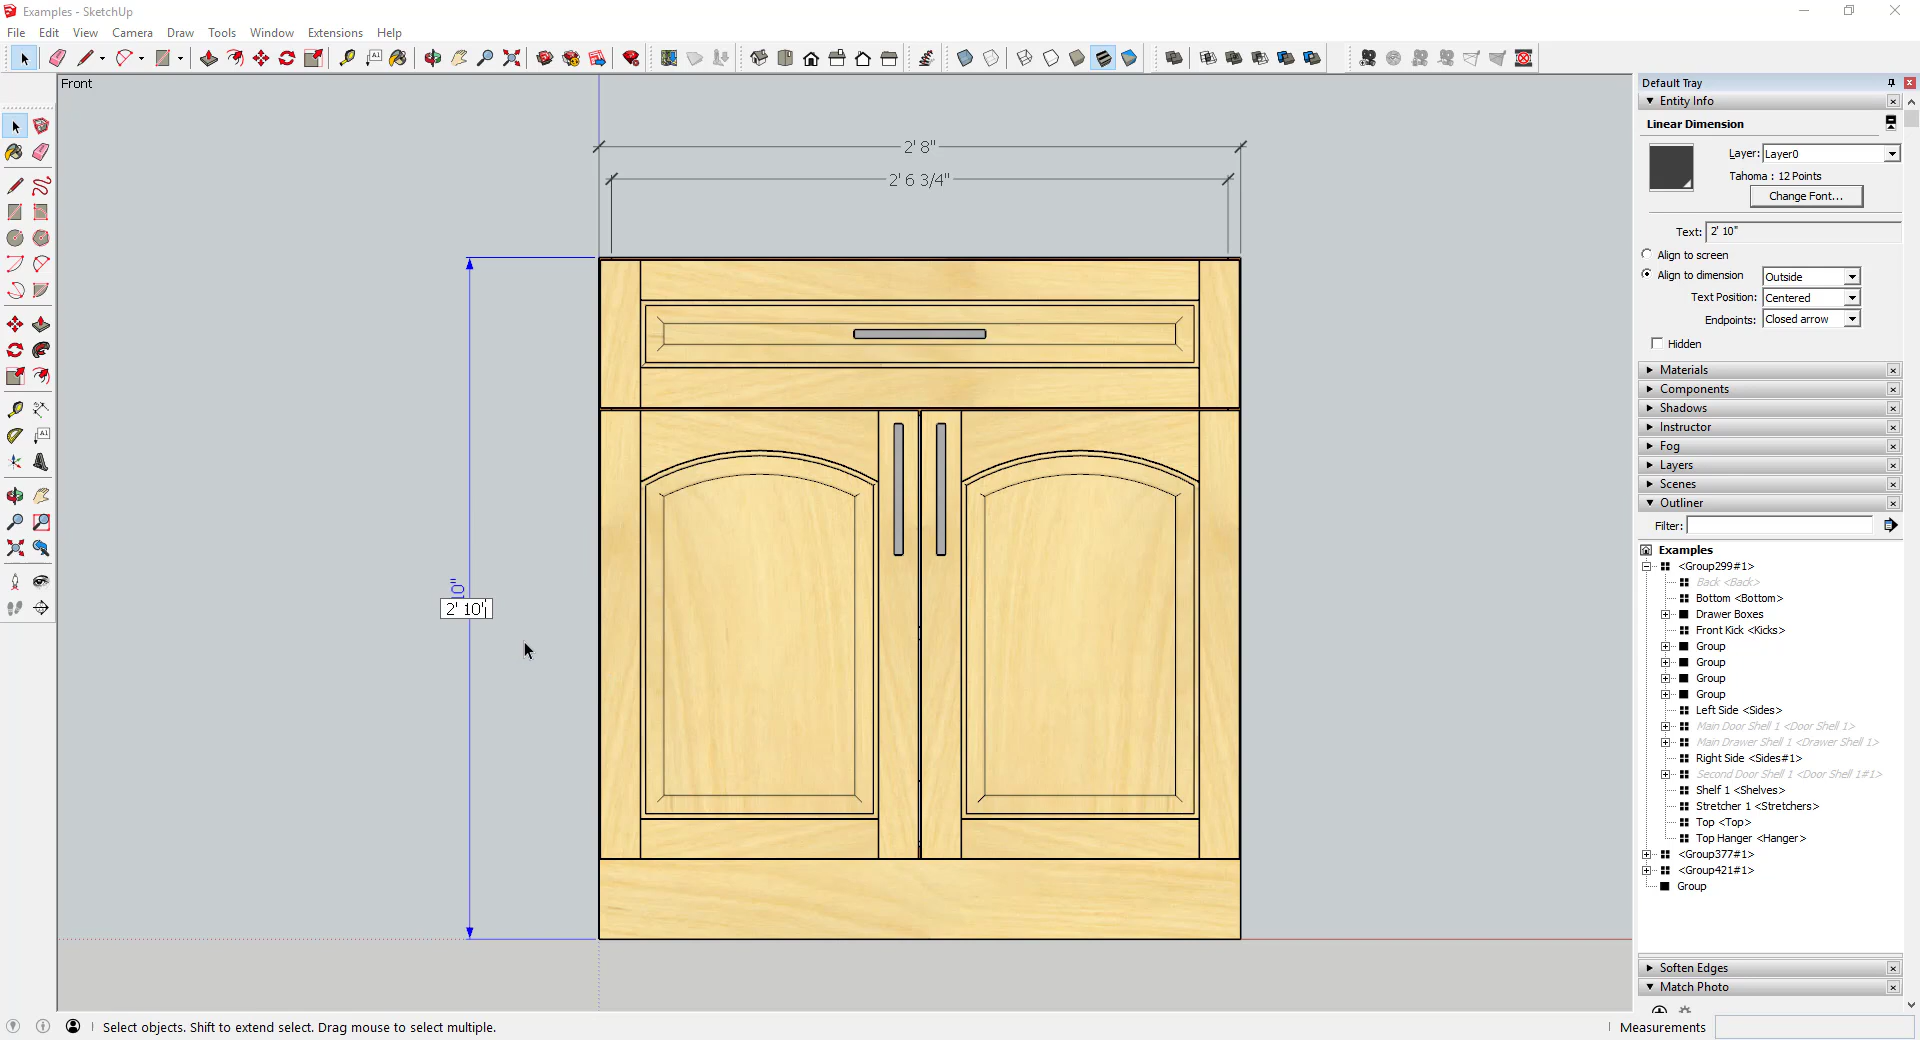 Examples - SketchUp
File Edit View Camera Draw Tools Window Extensions Help
Front
2' 8"
2' 6 3/4"
10"
2' 10'
Default Tray
Entity Info
Linear Dimension
Layer: Layer0
Tahoma : 12 Points
Change Font...
Text: 2' 10"
Align to screen
Align to dimension Outside
Text Position: Centered
Endpoints: Closed arrow
Hidden
Materials
Components
Shadows
Instructor
Fog
Layers
Scenes
Outliner
Filter:
Examples
<Group299#1>
Back <Back>
Bottom <Bottom>
Drawer Boxes
Front Kick <Kicks>
Group
Group
Group
Group
Left Side <Sides>
Main Door Shell 1 <Door Shell 1>
Main Drawer Shell 1 <Drawer Shell 1>
Right Side <Sides#1>
Second Door Shell 1 <Door Shell 1#1>
Shelf 1 <Shelves>
Stretcher 1 <Stretchers>
Top <Top>
Top Hanger <Hanger>
<Group377#1>
<Group421#1>
Group
Soften Edges
Match Photo
Select objects. Shift to extend select. Drag mouse to select multiple.
Measurements